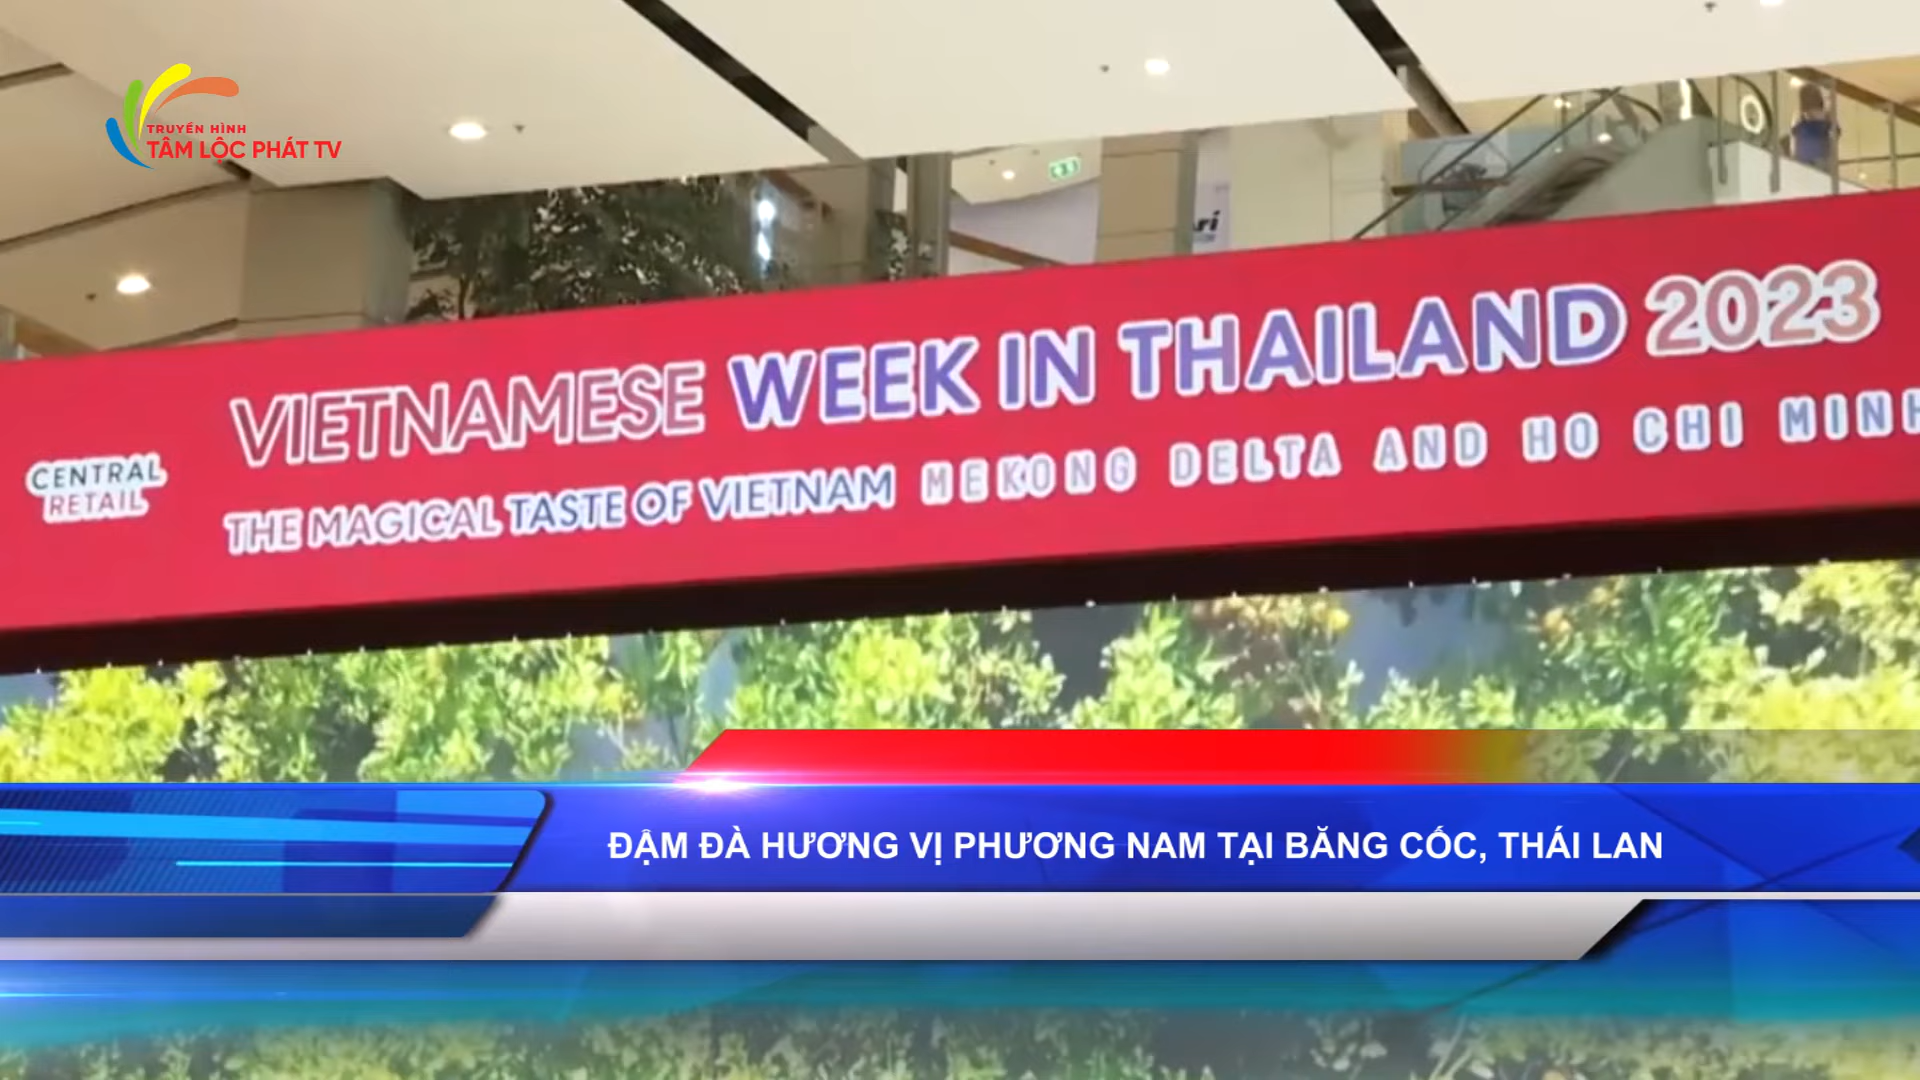 TRUYỀN HÌNH
TÂM LỘC PHÁT TV
VIETNAMESE WEEK IN THAILAND 2023
CENTRAL
RETAIL
THE MAGICAL TASTE OF VIETNAM MEKONG DELTA AND HO CHI MINH
ĐẬM ĐÀ HƯƠNG VỊ PHƯƠNG NAM TẠI BĂNG CỐC, THÁI LAN